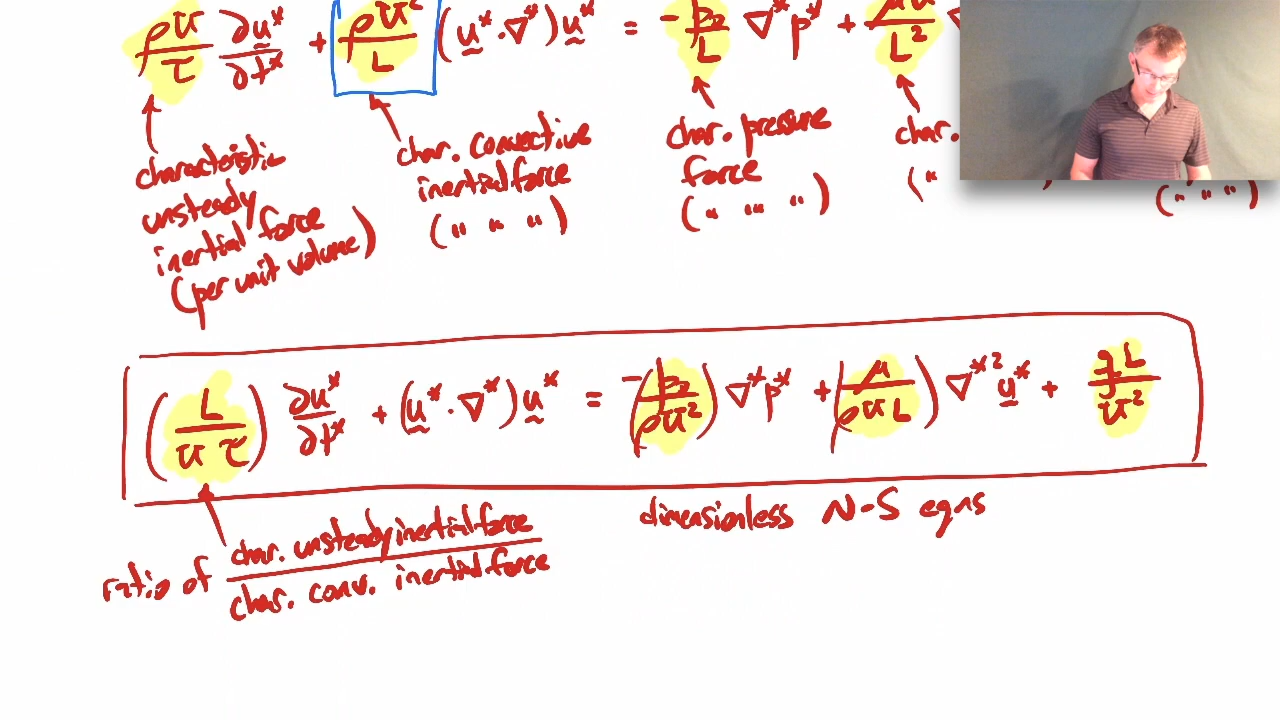 ρU/τ ∂u*/∂t* + ρU²/L (u*·∇*)u* = -p₀/L ∇*p* + μU/L² ∇
characteristic unsteady inertial force (per unit volume)
char. convective inertial force (" " ")
char. pressure force (" " ")
char. ("
(" " ")
(L/Uτ) ∂u*/∂t* + (u*·∇*)u* = -(p₀/ρU²) ∇*p* + (μ/ρUL) ∇*²u* + gL/U²
dimensionless N-S eqns
ratio of char. unsteady inertial force / char. conv. inertial force